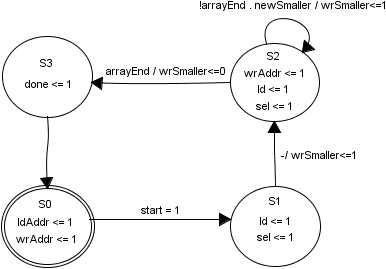 !arrayEnd . newSmaller / wrSmaller<=1
S3
done <= 1
arrayEnd / wrSmaller<=0
S2
wrAddr <= 1
ld <= 1
sel <= 1
-/ wrSmaller<=1
S0
ldAddr <= 1
wrAddr <= 1
start = 1
S1
ld <= 1
sel <= 1